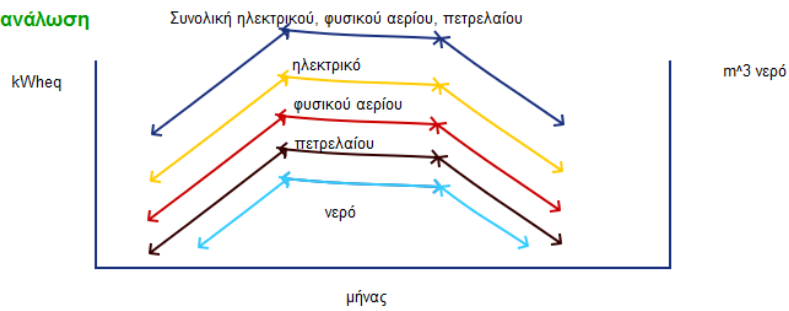 ανάλωση
Συνολική ηλεκτρικού, φυσικού αερίου, πετρελαίου
kWheq
ηλεκτρικό
m^3 νερό
φυσικού αερίου
πετρελαίου
νερό
μήνας